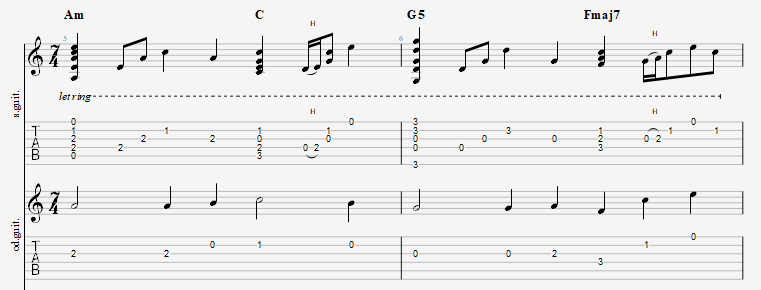 Am C G5 Fmaj7
H H
5 6
7
4
let ring
s.guit.
H H
0 0 3 0
1 1 1 1 3 3 1 1 1
2 2 2 0 0 0 0 0 2 0 2
2 2 2 0 2 0 0 3
0 3
3
7
4
od.guit.
0
0 1 0 1
2 2 0 0 2
3